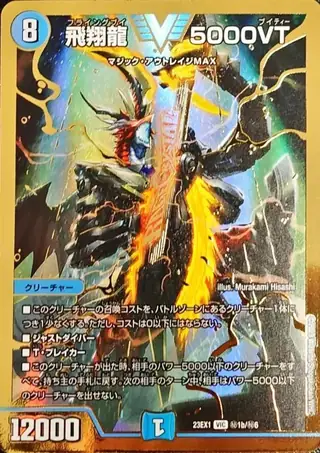 8
フライングブイ ブイティー
飛翔龍 5000VT
マジック・アウトレイジMAX
illus. Murakami Hisashi
クリーチャー
■このクリーチャーの召喚コストを、バトルゾーンにあるクリーチャー1体に
つき1少なくする。ただし、コストは0以下にはならない。
■ジャストダイバー
■T・ブレイカー
■このクリーチャーが出た時、相手のパワー5000以下のクリーチャーをす
べて、持ち主の手札に戻す。次の相手のターン中、相手はパワー5000以下
のクリーチャーを出せない。
12000
1
23EX1 VIC 秘1b/秘6